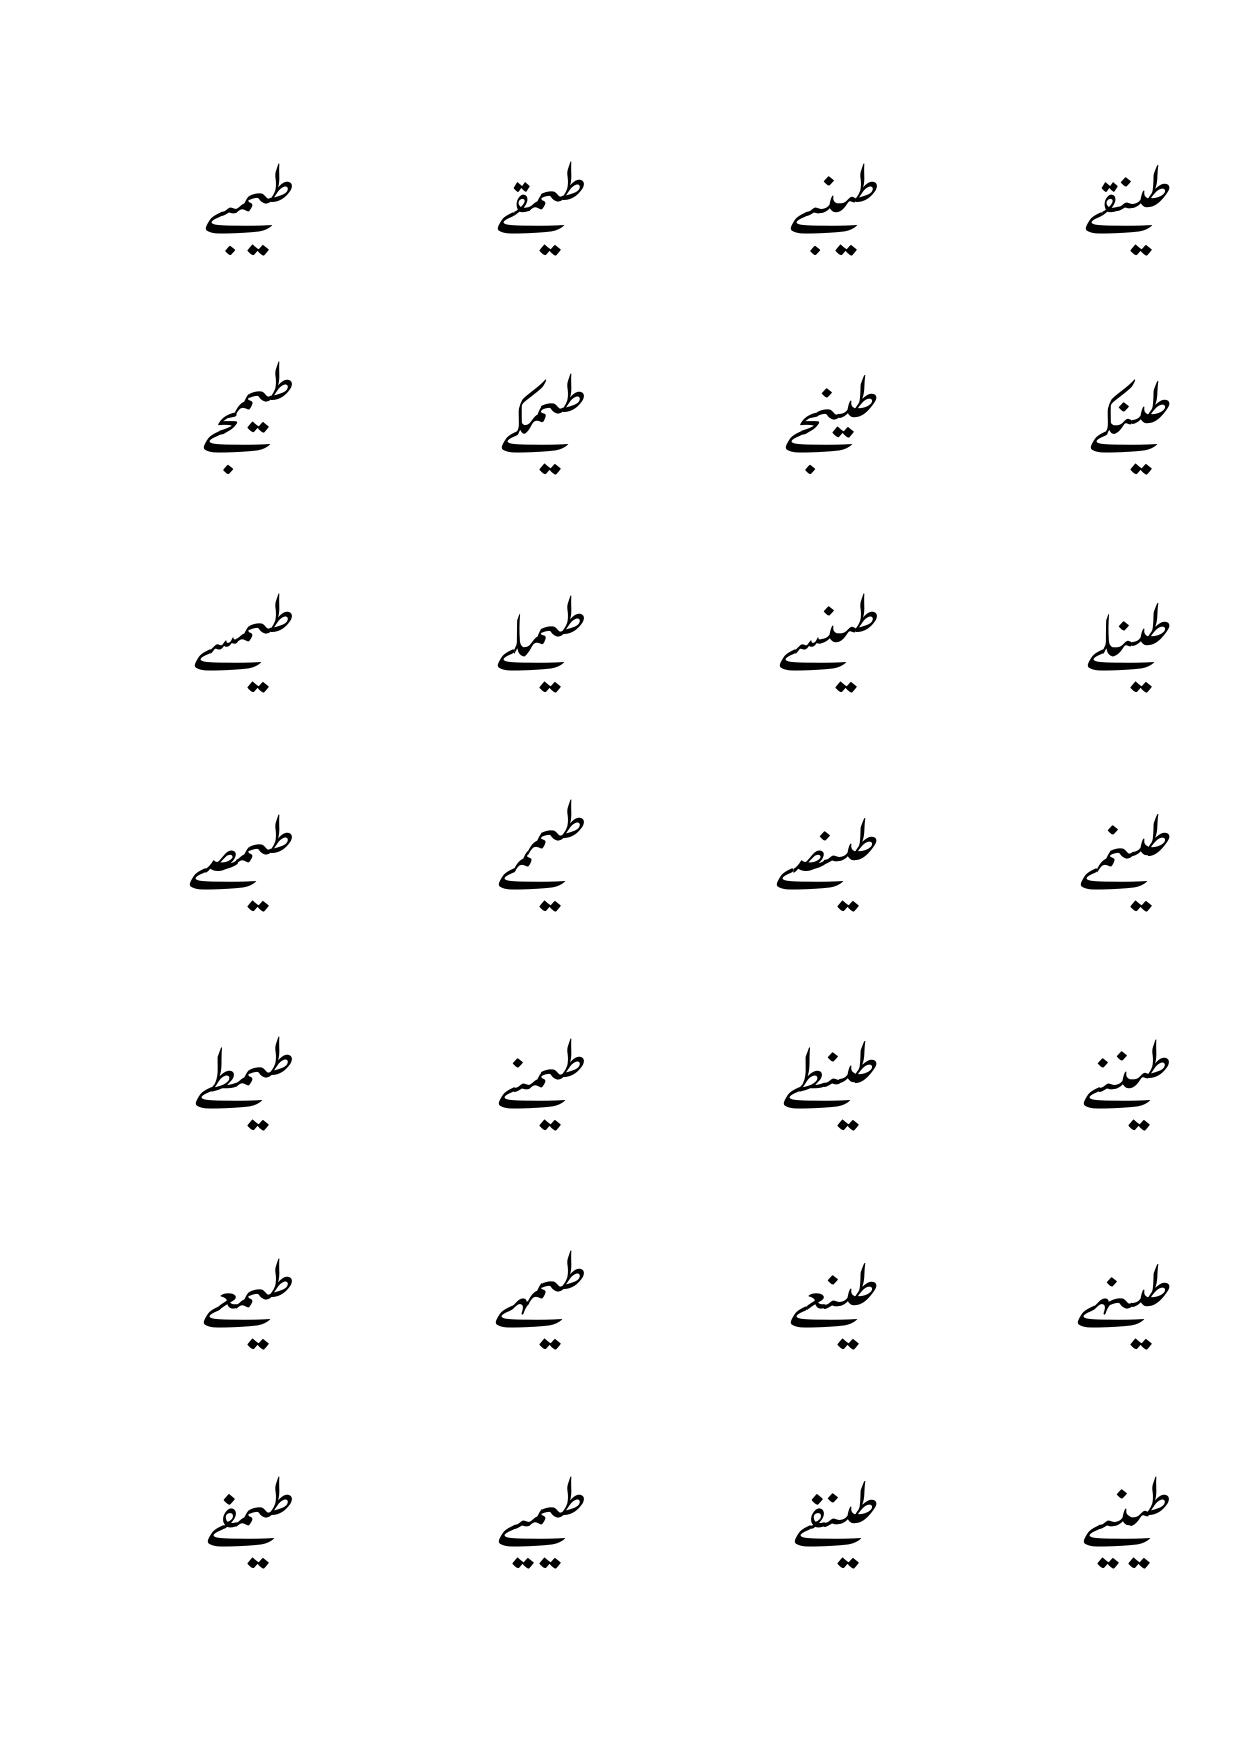 طینقے طینبے طیمقے طیمبے
طینکے طینجے طیمکے طیمجے
طینلے طینسے طیملے طیمسے
طینمے طینصے طیممے طیمصے
طیننے طینطے طیمنے طیمطے
طینہے طینعے طیمہے طیمعے
طینیے طینفے طیمیے طیمفے